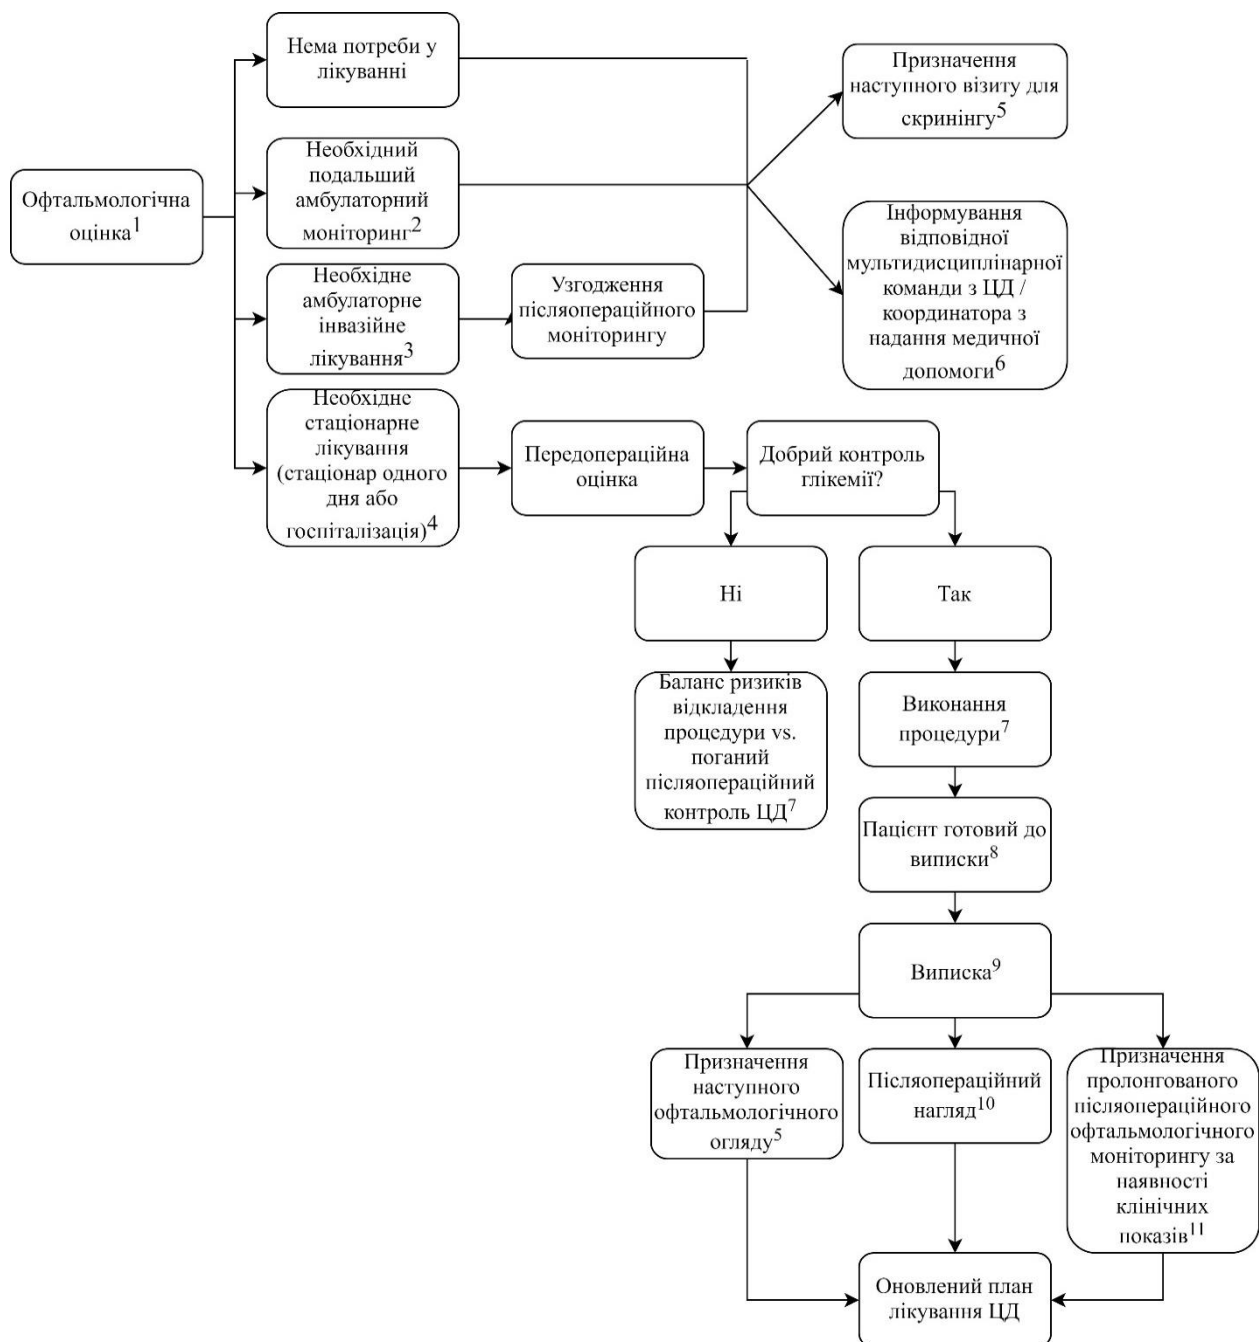 Нема потреби у
лікуванні
Призначення
наступного візиту для
скринінгу5
Необхідний
подальший
амбулаторний
моніторинг2
Офтальмологічна
оцінка1
Інформування
відповідної
мультидисциплінарної
команди з ЦД /
координатора з
надання медичної
допомоги6
Необхідне
амбулаторне
інвазійне
лікування3
Узгодження
післяопераційного
моніторингу
Необхідне
стаціонарне
лікування
(стаціонар одного
дня або
госпіталізація)4
Передопераційна
оцінка
Добрий контроль
глікемії?
Ні
Так
Баланс ризиків
відкладення
процедури vs.
поганий
післяопераційний
контроль ЦД7
Виконання
процедури7
Пацієнт готовий до
виписки8
Виписка9
Призначення
наступного
офтальмологічного
огляду5
Післяопераційний
нагляд10
Призначення
пролонгованого
післяопераційного
офтальмологічного
моніторингу за
наявності
клінічних
показів11
Оновлений план
лікування ЦД